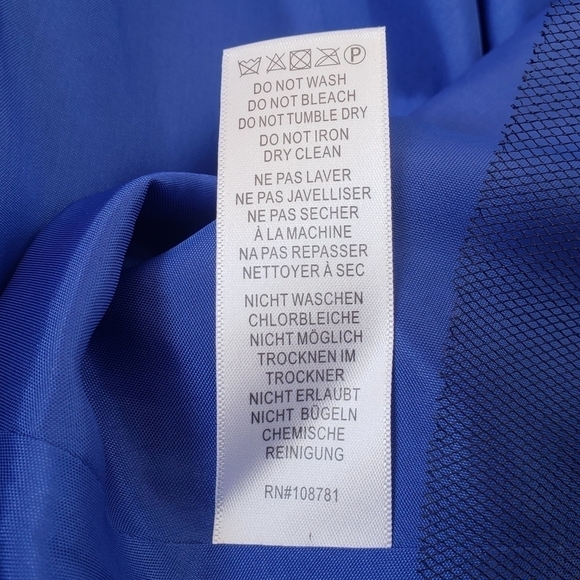 P
DO NOT WASH
DO NOT BLEACH
DO NOT TUMBLE DRY
DO NOT IRON
DRY CLEAN
NE PAS LAVER
NE PAS JAVELLISER
NE PAS SECHER
À LA MACHINE
NA PAS REPASSER
NETTOYER À SEC
NICHT WASCHEN
CHLORBLEICHE
NICHT MÖGLICH
TROCKNEN IM
TROCKNER
NICHT ERLAUBT
NICHT BÜGELN
CHEMISCHE
REINIGUNG
RN#108781